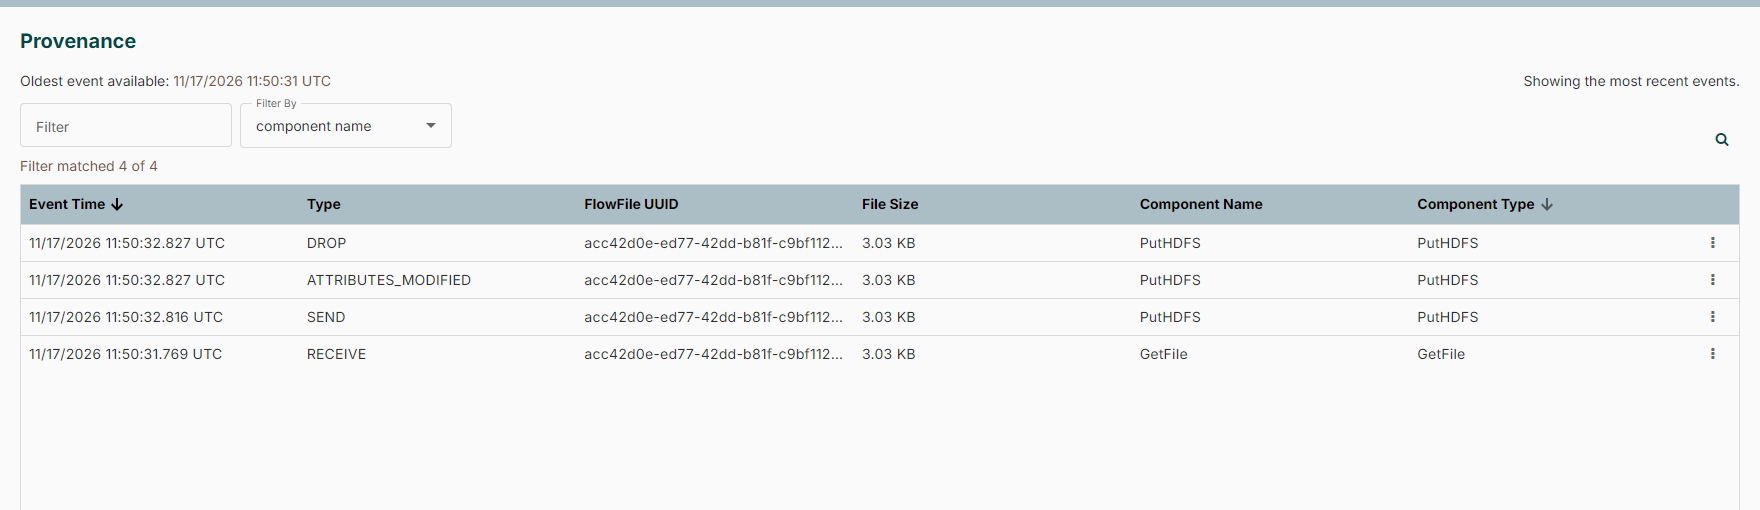 Provenance
Oldest event available: 11/17/2026 11:50:31 UTC
Showing the most recent events.
Filter
Filter By
component name
Filter matched 4 of 4
Event Time Type FlowFile UUID File Size Component Name Component Type
11/17/2026 11:50:32.827 UTC DROP acc42d0e-ed77-42dd-b81f-c9bf112... 3.03 KB PutHDFS PutHDFS
11/17/2026 11:50:32.827 UTC ATTRIBUTES_MODIFIED acc42d0e-ed77-42dd-b81f-c9bf112... 3.03 KB PutHDFS PutHDFS
11/17/2026 11:50:32.816 UTC SEND acc42d0e-ed77-42dd-b81f-c9bf112... 3.03 KB PutHDFS PutHDFS
11/17/2026 11:50:31.769 UTC RECEIVE acc42d0e-ed77-42dd-b81f-c9bf112... 3.03 KB GetFile GetFile